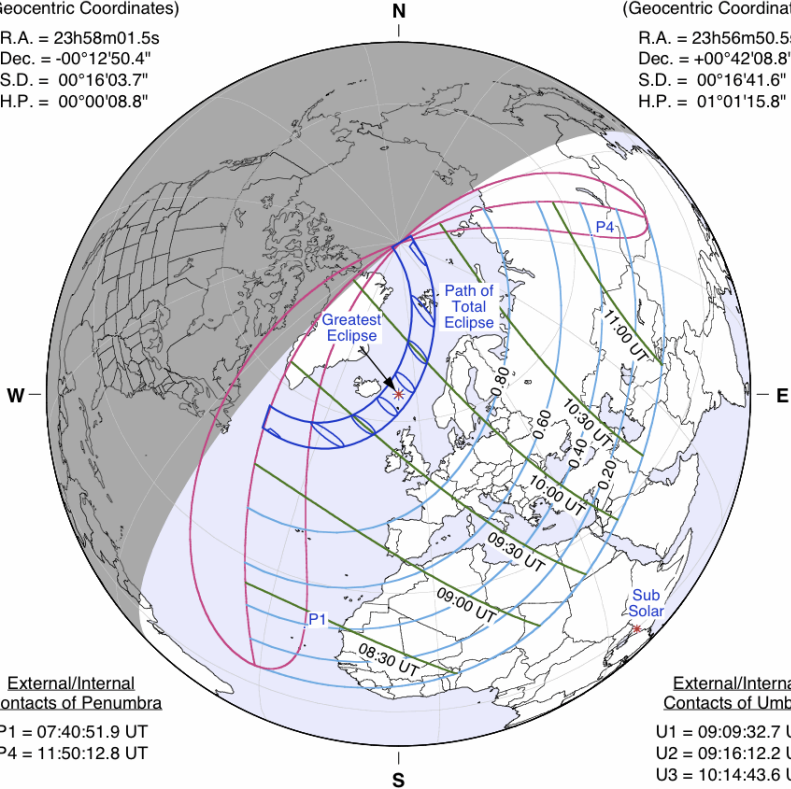 Geocentric Coordinates)
R.A. = 23h58m01.5s
Dec. = -00°12'50.4"
S.D. = 00°16'03.7"
H.P. = 00°00'08.8"
N
(Geocentric Coordinat
R.A. = 23h56m50.5s
Dec. = +00°42'08.8"
S.D. = 00°16'41.6"
H.P. = 01°01'15.8"
P4
Path of
Total
Eclipse
Greatest
Eclipse
11:00 UT
W
E
0.80
0.60
0.40
0.20
10:30 UT
10:00 UT
09:30 UT
09:00 UT
08:30 UT
P1
Sub
Solar
External/Internal
ontacts of Penumbra
P1 = 07:40:51.9 UT
P4 = 11:50:12.8 UT
S
External/Interna
Contacts of Umb
U1 = 09:09:32.7 U
U2 = 09:16:12.2 U
U3 = 10:14:43.6 U